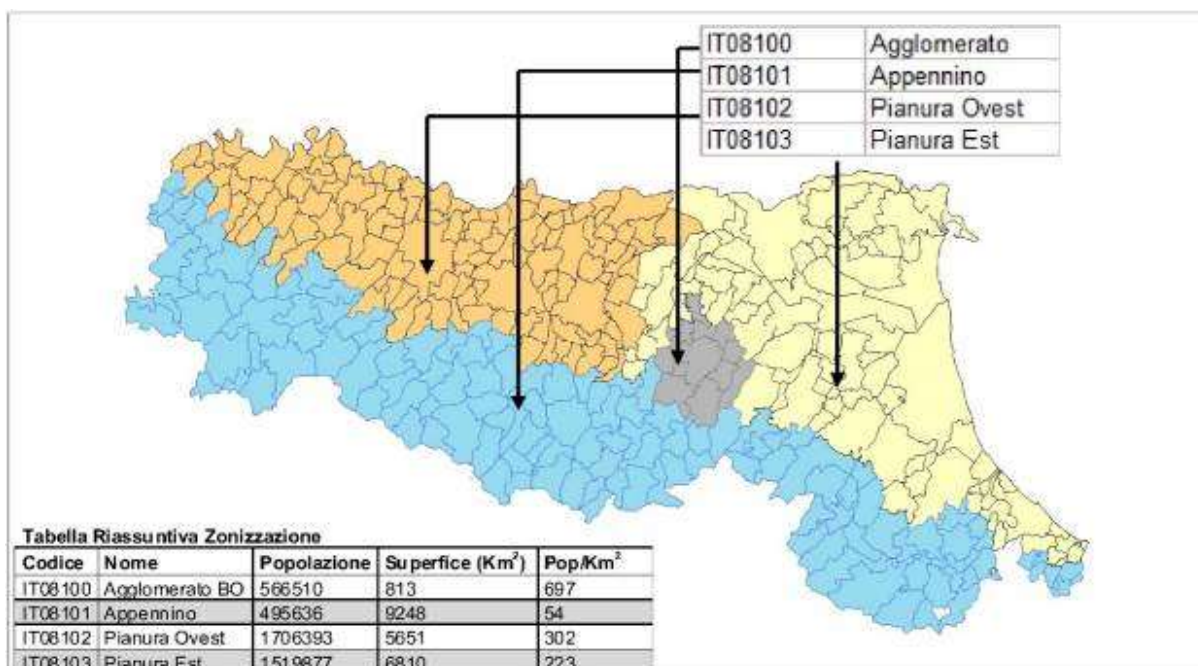 IT08100 Agglomerato
IT08101 Appennino
IT08102 Pianura Ovest
IT08103 Pianura Est
Tabella Riassuntiva Zonizzazione
Codice Nome Popolazione Superfice (Km²) Pop/Km²
IT08100 Agglomerato BO 566510 813 697
IT08101 Appennino 495636 9248 54
IT08102 Pianura Ovest 1706393 5651 302
IT08103 Pianura Est 1519877 6810 223